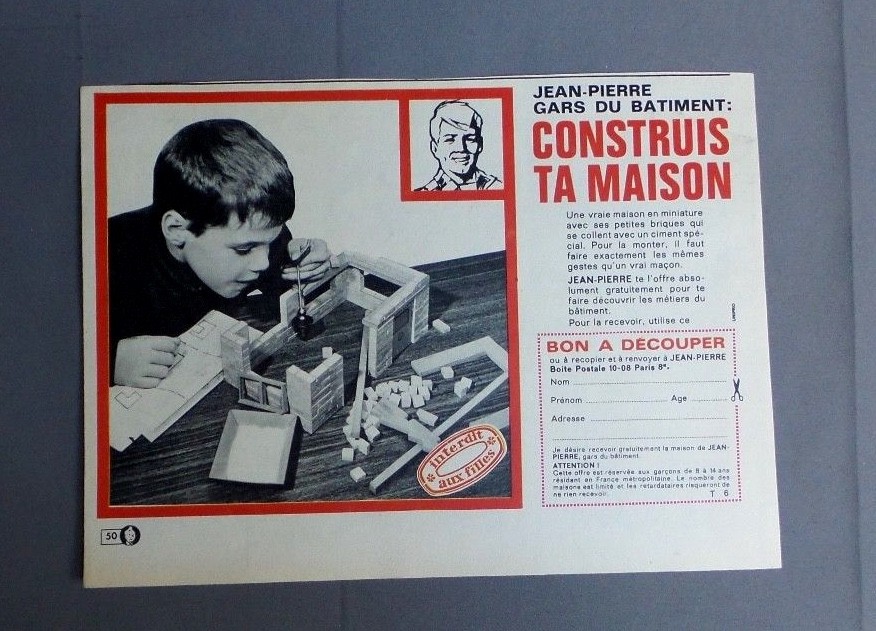 JEAN-PIERRE
GARS DU BATIMENT:
CONSTRUIS
TA MAISON
Une vraie maison en miniature
avec ses petites briques qui
se collent avec un ciment spé-
cial. Pour la monter, il faut
faire exactement les mêmes
gestes qu'un vrai maçon.
JEAN-PIERRE te l'offre abso-
lument gratuitement pour te
faire découvrir les métiers du
bâtiment.
Pour la recevoir, utilise ce
BON A DÉCOUPER
ou à recopier et à renvoyer à JEAN-PIERRE
Boite Postale 10-08 Paris 8e.
Nom
Prénom Age
Adresse
Je désire recevoir gratuitement la maison de JEAN-
PIERRE, gars du bâtiment.
ATTENTION !
Cette offre est réservée aux garçons de 8 à 14 ans
résidant en France métropolitaine. Le nombre des
maisons est limité et les retardataires risqueront de
ne rien recevoir. T 6
interdit
aux filles
50